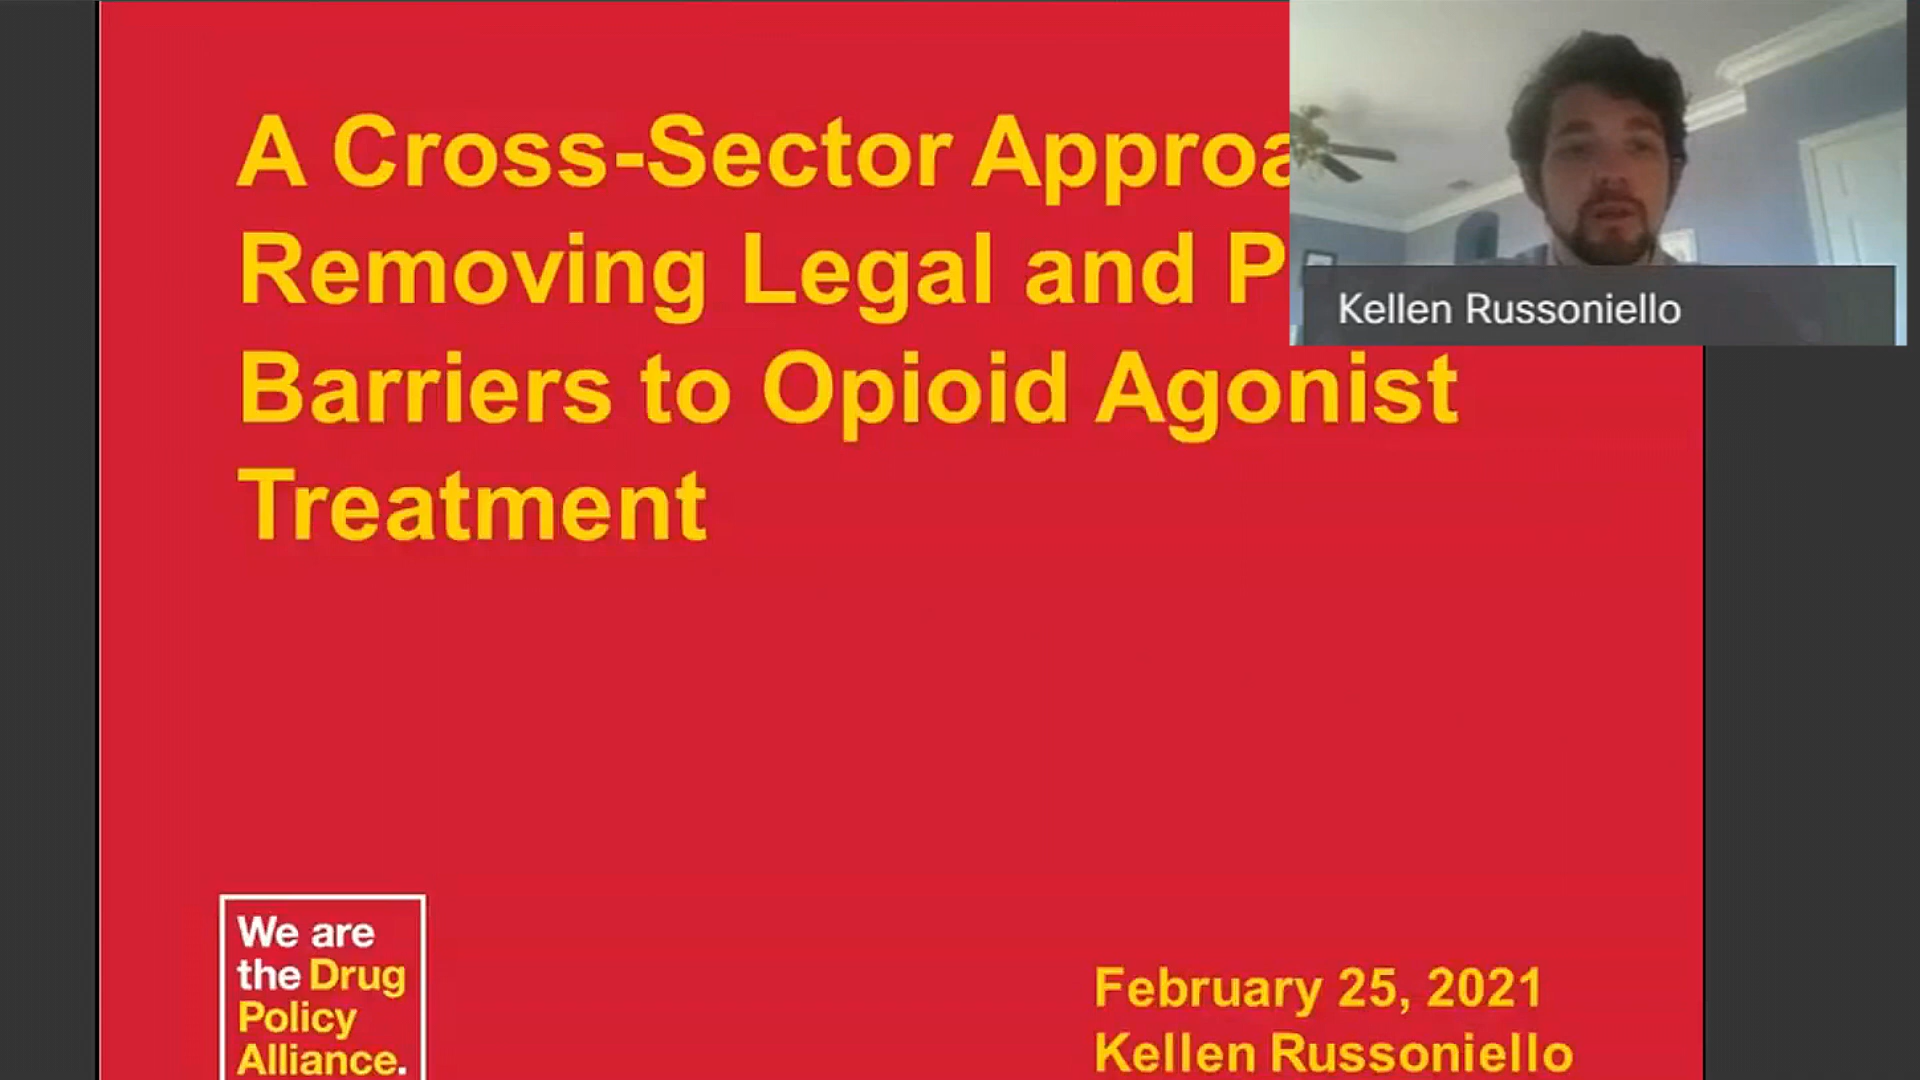 A Cross-Sector Approa
Removing Legal and P
Barriers to Opioid Agonist
Treatment
Kellen Russoniello
We are
the Drug
Policy
Alliance.
February 25, 2021
Kellen Russoniello